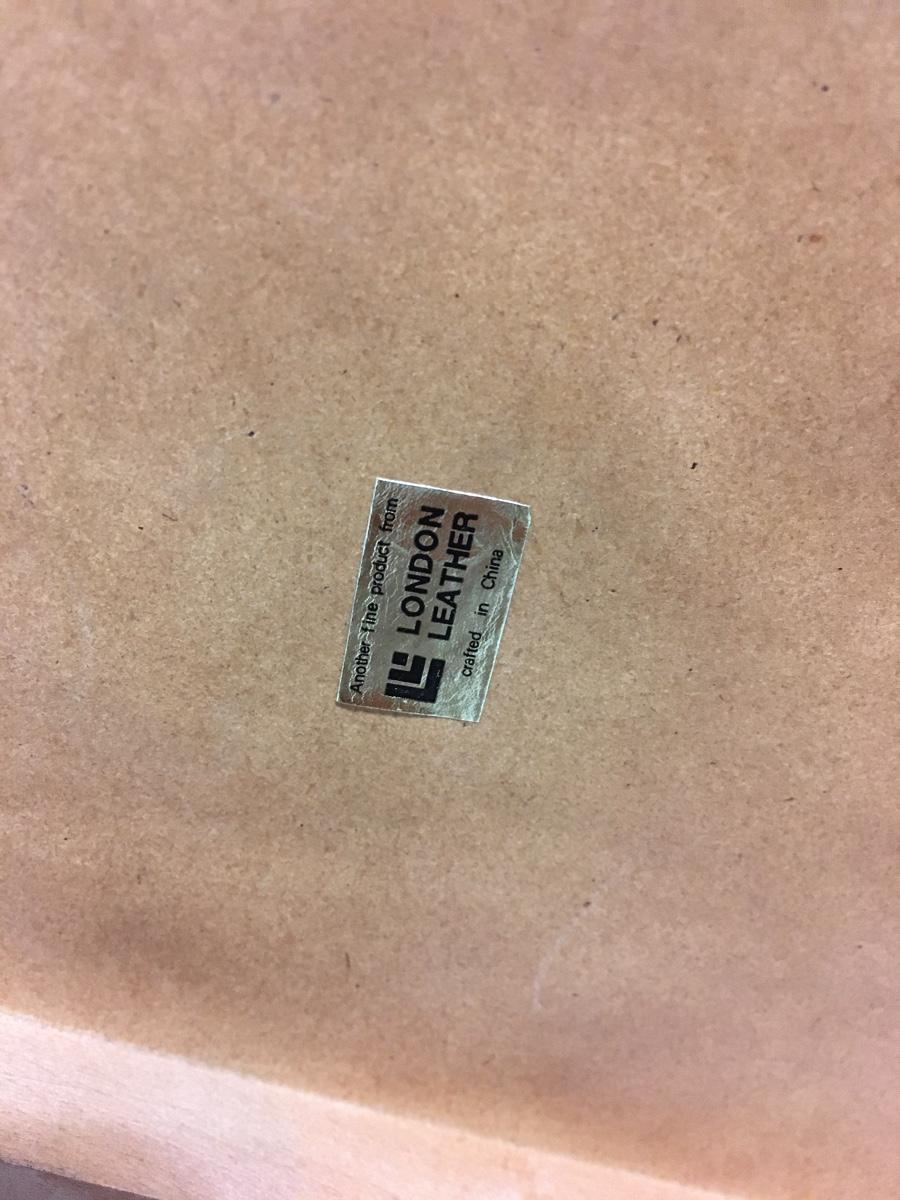 Another fine product from
LONDON
LEATHER
crafted in China